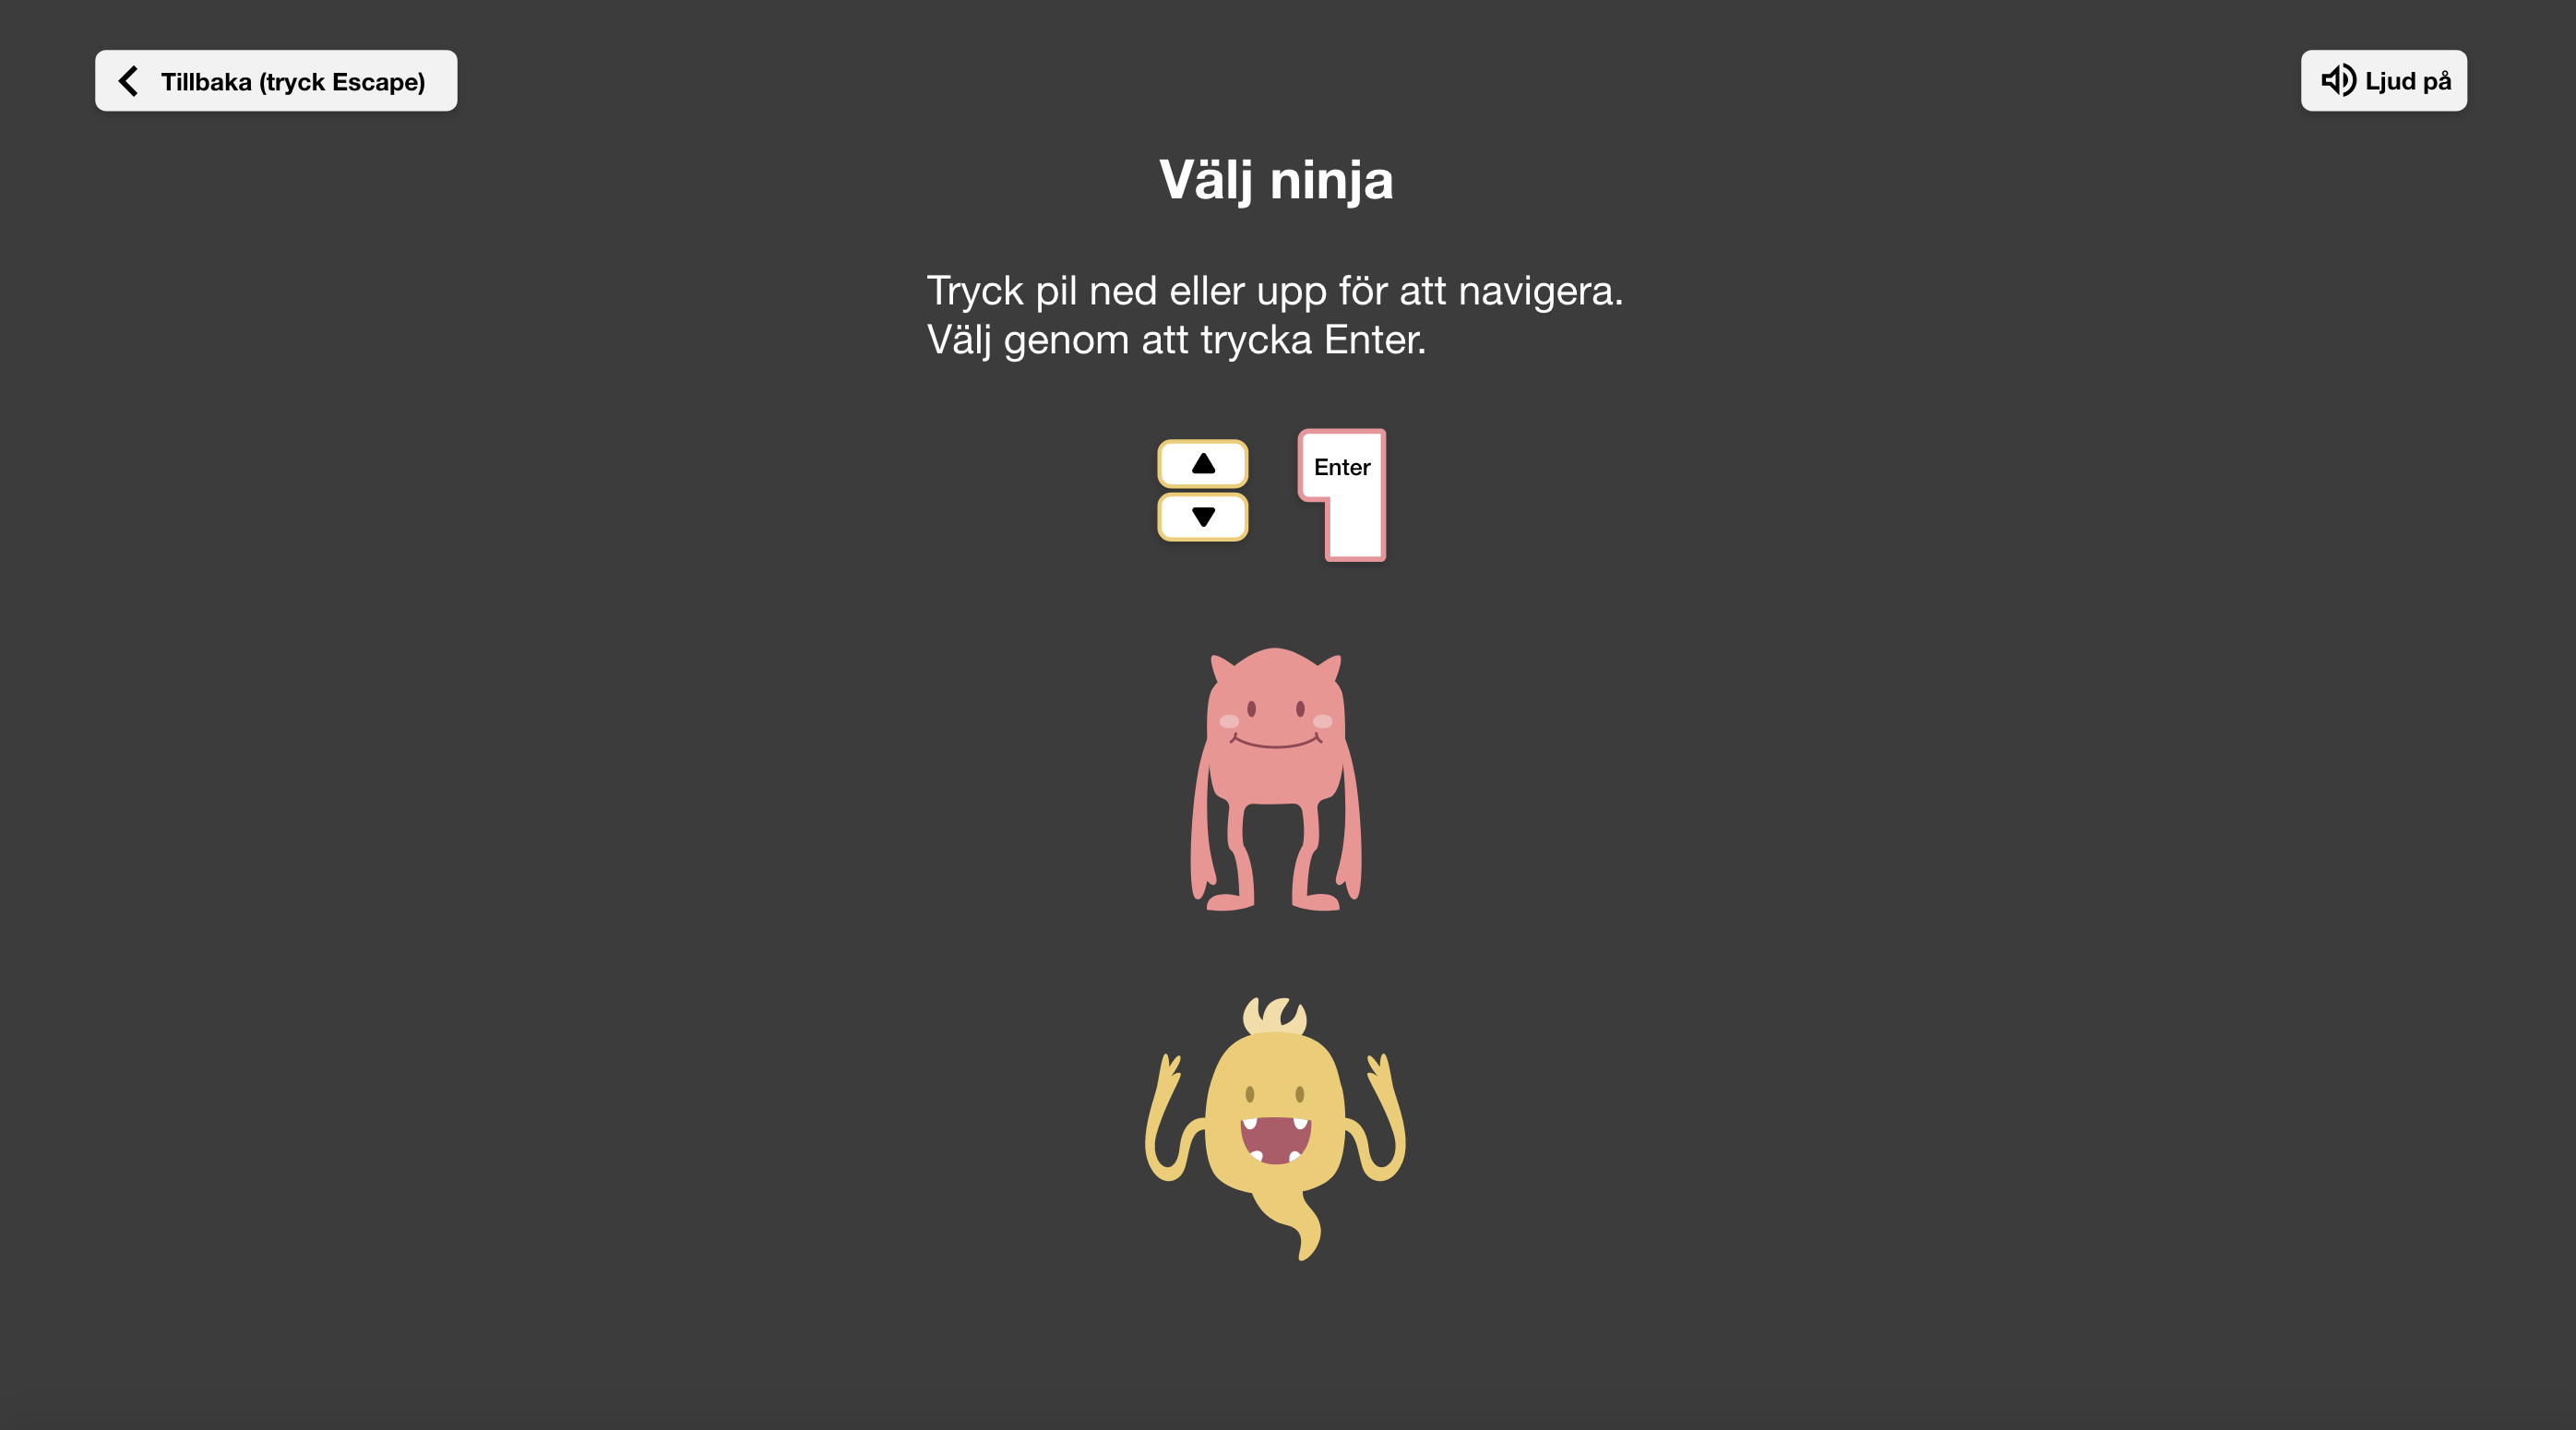 Tillbaka (tryck Escape)
Ljud på
Välj ninja
Tryck pil ned eller upp för att navigera.
Välj genom att trycka Enter.
Enter